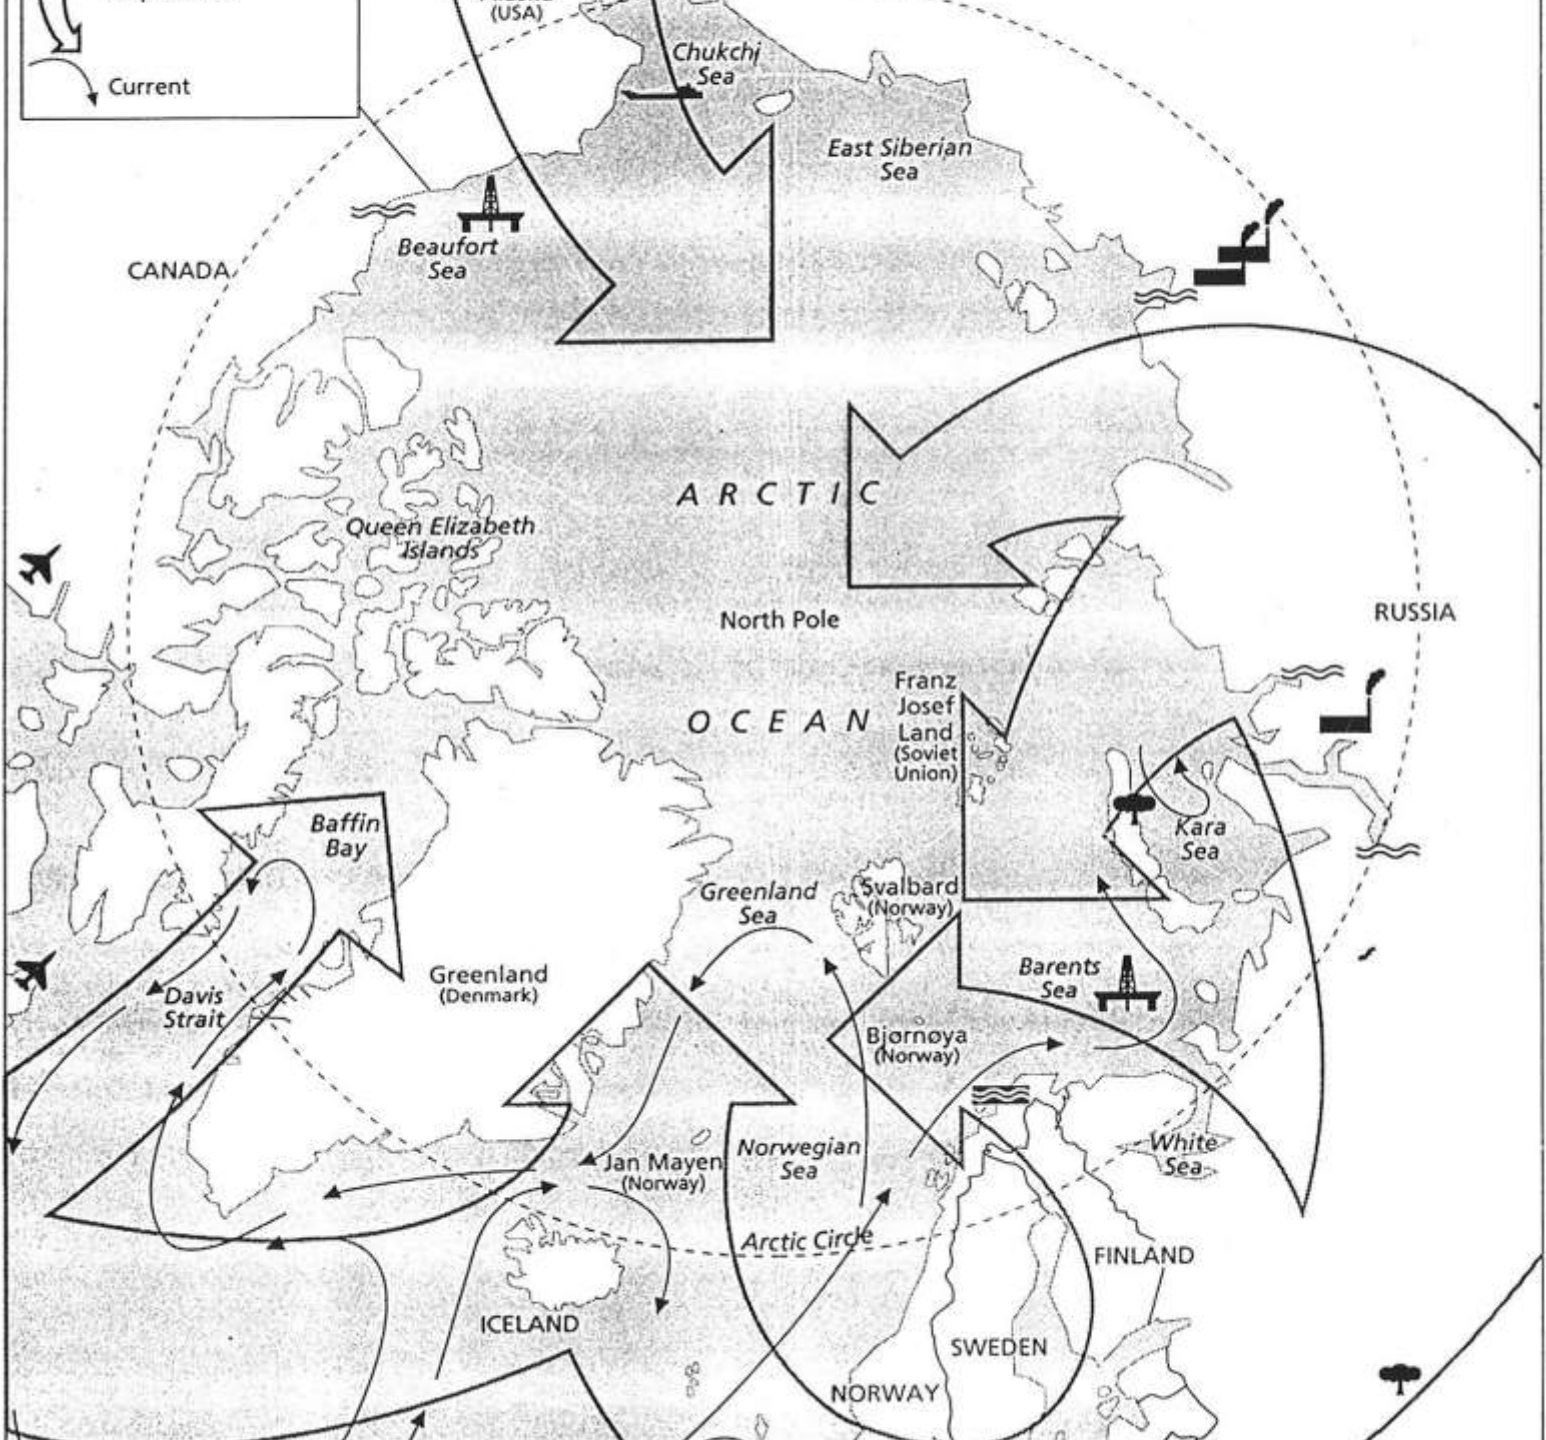 (USA)
Chukchi
Sea
Current
East Siberian
Sea
Beaufort
Sea
CANADA
ARCTIC
Queen Elizabeth
Islands
North Pole
RUSSIA
Franz
Josef
Land
(Soviet
Union)
OCEAN
Baffin
Bay
Kara
Sea
Greenland
Sea
Svalbard
(Norway)
Greenland
(Denmark)
Barents
Sea
Davis
Strait
Bjørnøya
(Norway)
Norwegian
Sea
White
Sea
Jan Mayen
(Norway)
Arctic Circle
FINLAND
ICELAND
SWEDEN
NORWAY